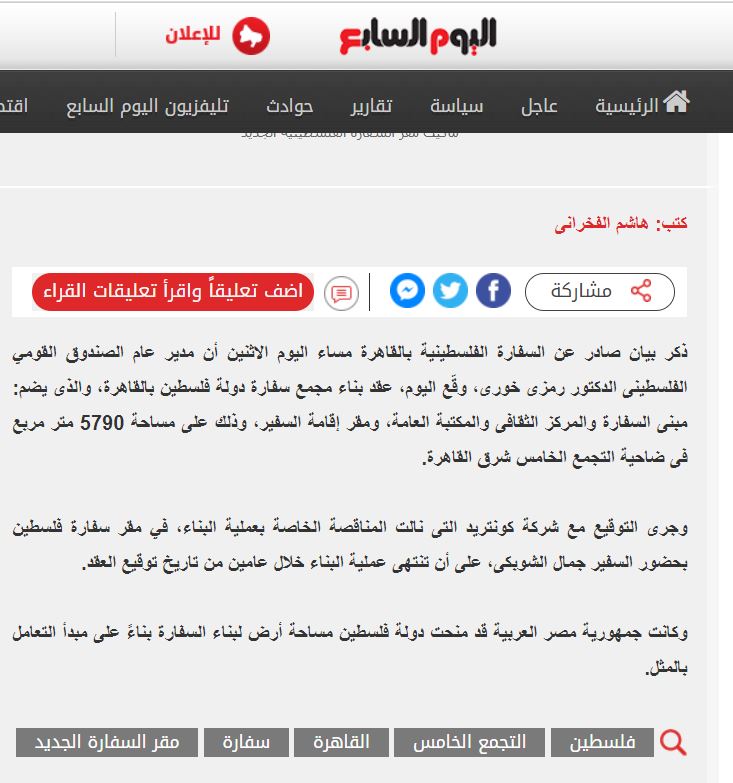 اليوم السابع
للإعلان
الرئيسية عاجل سياسة تقارير حوادث تليفزيون اليوم السابع
كتب: هاشم الفخرانى
مشاركة
اضف تعليقاً واقرأ تعليقات القراء
ذكر بيان صادر عن السفارة الفلسطينية بالقاهرة مساء اليوم الاثنين أن مدير عام الصندوق القومي
الفلسطينى الدكتور رمزى خورى، وقّع اليوم، عقد بناء مجمع سفارة دولة فلسطين بالقاهرة، والذى يضم:
مبنى السفارة والمركز الثقافى والمكتبة العامة، ومقر إقامة السفير، وذلك على مساحة 5790 متر مربع
فى ضاحية التجمع الخامس شرق القاهرة.
وجرى التوقيع مع شركة كونتريد التى نالت المناقصة الخاصة بعملية البناء، في مقر سفارة فلسطين
بحضور السفير جمال الشوبكى، على أن تنتهى عملية البناء خلال عامين من تاريخ توقيع العقد.
وكانت جمهورية مصر العربية قد منحت دولة فلسطين مساحة أرض لبناء السفارة بناءً على مبدأ التعامل
بالمثل.
فلسطين التجمع الخامس القاهرة سفارة مقر السفارة الجديد